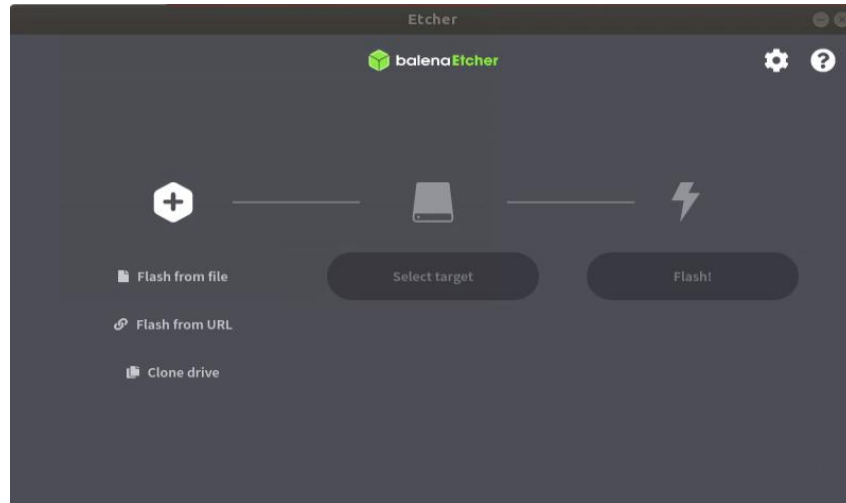 Etcher
balenaEtcher
Flash from file
Select target
Flash!
Flash from URL
Clone drive